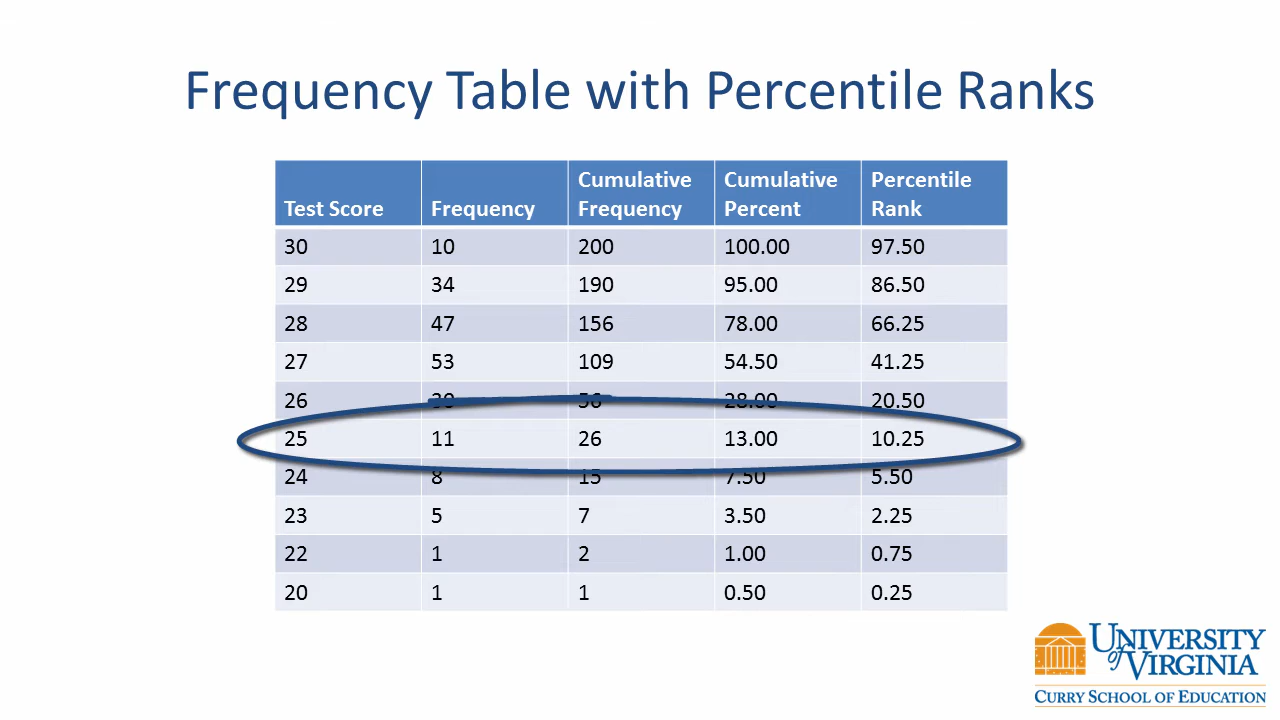 Frequency Table with Percentile Ranks
Test Score Frequency Cumulative Frequency Cumulative Percent Percentile Rank
30 10 200 100.00 97.50
29 34 190 95.00 86.50
28 47 156 78.00 66.25
27 53 109 54.50 41.25
26 30 56 28.00 20.50
25 11 26 13.00 10.25
24 8 15 7.50 5.50
23 5 7 3.50 2.25
22 1 2 1.00 0.75
20 1 1 0.50 0.25
UNIVERSITY
of VIRGINIA
CURRY SCHOOL OF EDUCATION